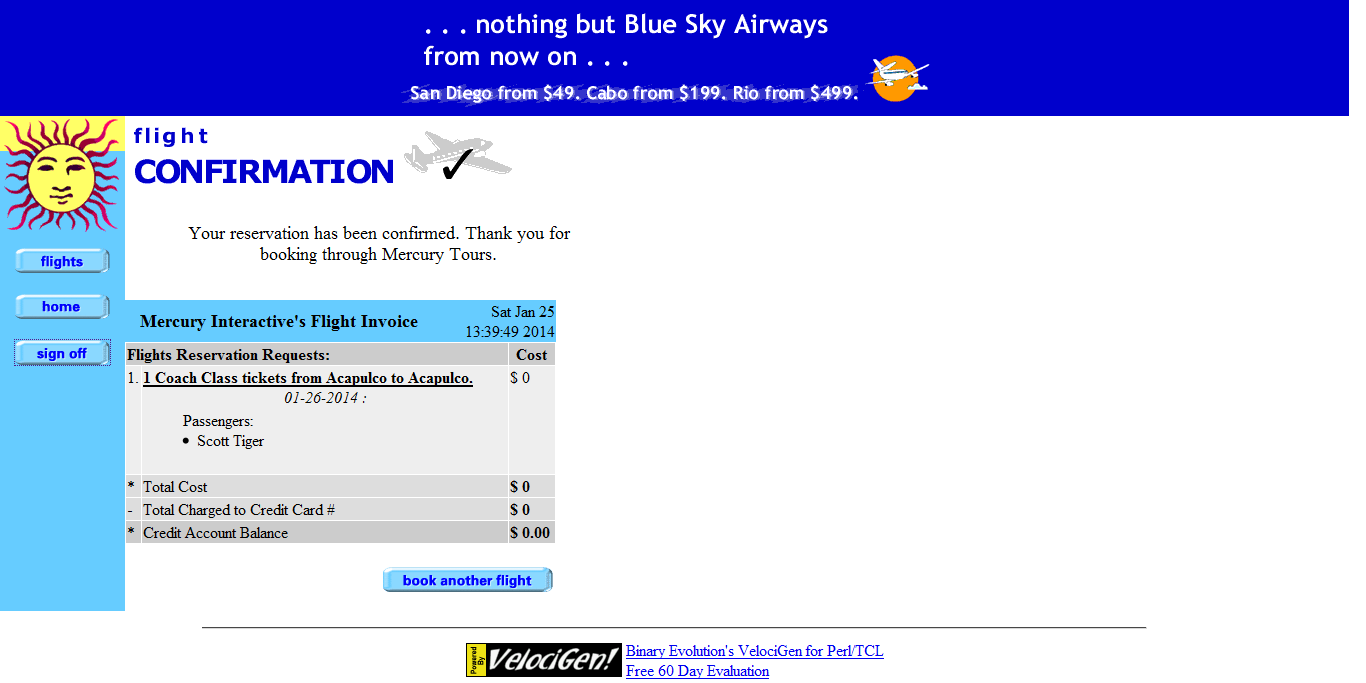 . . . nothing but Blue Sky Airways
from now on . . .
San Diego from $49. Cabo from $199. Rio from $499.
flight
CONFIRMATION
Your reservation has been confirmed. Thank you for
booking through Mercury Tours.
flights
home
sign off
Mercury Interactive's Flight Invoice
Sat Jan 25
13:39:49 2014
Flights Reservation Requests: Cost
1. 1 Coach Class tickets from Acapulco to Acapulco. $ 0
01-26-2014 :
Passengers:
• Scott Tiger
* Total Cost $ 0
- Total Charged to Credit Card # $ 0
* Credit Account Balance $ 0.00
book another flight
Powered
By
VelociGen!
Binary Evolution's VelociGen for Perl/TCL
Free 60 Day Evaluation